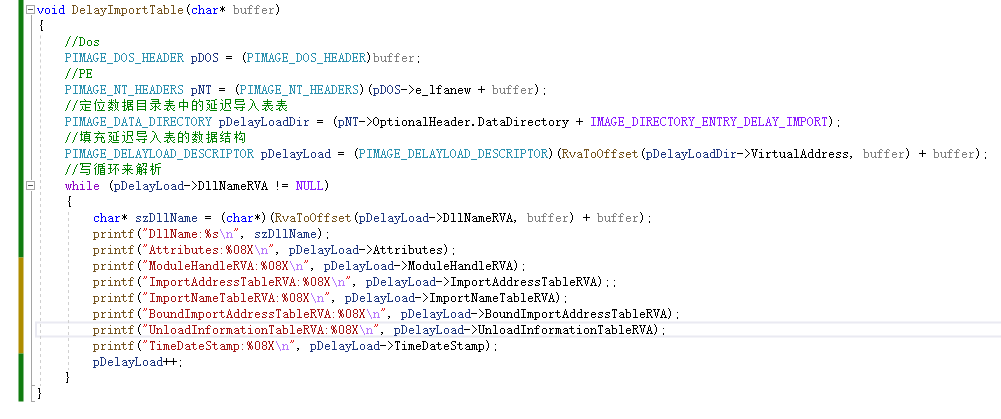 void DelayImportTable(char* buffer)
{
//Dos
PIMAGE_DOS_HEADER pDOS = (PIMAGE_DOS_HEADER)buffer;
//PE
PIMAGE_NT_HEADERS pNT = (PIMAGE_NT_HEADERS)(pDOS->e_lfanew + buffer);
//定位数据目录表中的延迟导入表表
PIMAGE_DATA_DIRECTORY pDelayLoadDir = (pNT->OptionalHeader.DataDirectory + IMAGE_DIRECTORY_ENTRY_DELAY_IMPORT);
//填充延迟导入表的数据结构
PIMAGE_DELAYLOAD_DESCRIPTOR pDelayLoad = (PIMAGE_DELAYLOAD_DESCRIPTOR)(RvaToOffset(pDelayLoadDir->VirtualAddress, buffer) + buffer);
//写循环来解析
while (pDelayLoad->DllNameRVA != NULL)
{
char* szDllName = (char*)(RvaToOffset(pDelayLoad->DllNameRVA, buffer) + buffer);
printf("DllName:%s\n", szDllName);
printf("Attributes:%08X\n", pDelayLoad->Attributes);
printf("ModuleHandleRVA:%08X\n", pDelayLoad->ModuleHandleRVA);
printf("ImportAddressTableRVA:%08X\n", pDelayLoad->ImportAddressTableRVA);;
printf("ImportNameTableRVA:%08X\n", pDelayLoad->ImportNameTableRVA);
printf("BoundImportAddressTableRVA:%08X\n", pDelayLoad->BoundImportAddressTableRVA);
printf("UnloadInformationTableRVA:%08X\n", pDelayLoad->UnloadInformationTableRVA);
printf("TimeDateStamp:%08X\n", pDelayLoad->TimeDateStamp);
pDelayLoad++;
}
}